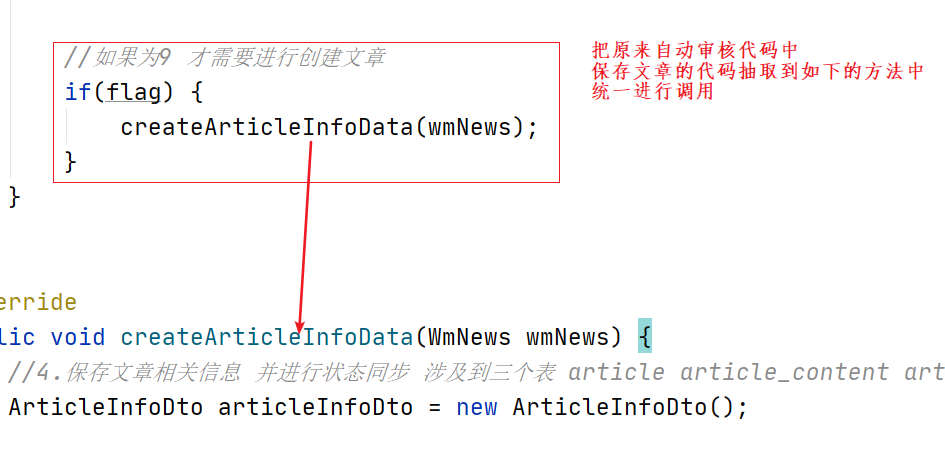 //如果为9 才需要进行创建文章
把原来自动审核代码中
保存文章的代码抽取到如下的方法中
统一进行调用
if(flag) {
createArticleInfoData(wmNews);
}
}
erride
lic void createArticleInfoData(WmNews wmNews) {
//4.保存文章相关信息 并进行状态同步 涉及到三个表 article article_content art
ArticleInfoDto articleInfoDto = new ArticleInfoDto();